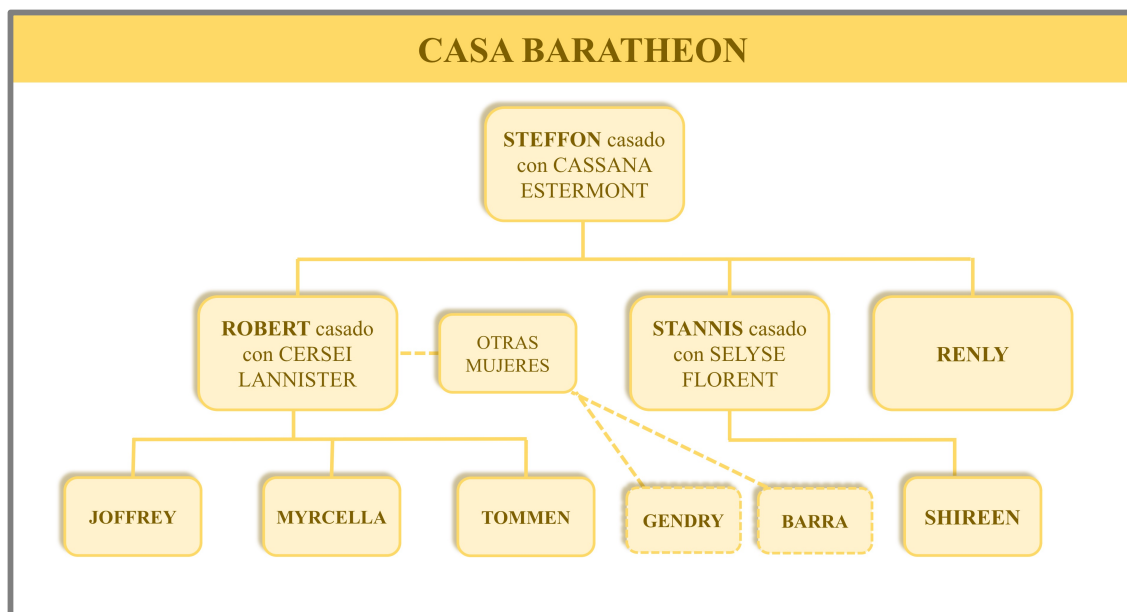 CASA BARATHEON
STEFFON casado
con CASSANA
ESTERMONT
ROBERT casado
con CERSEI
LANNISTER
OTRAS
MUJERES
STANNIS casado
con SELYSE
FLORENT
RENLY
JOFFREY
MYRCELLA
TOMMEN
GENDRY
BARRA
SHIREEN